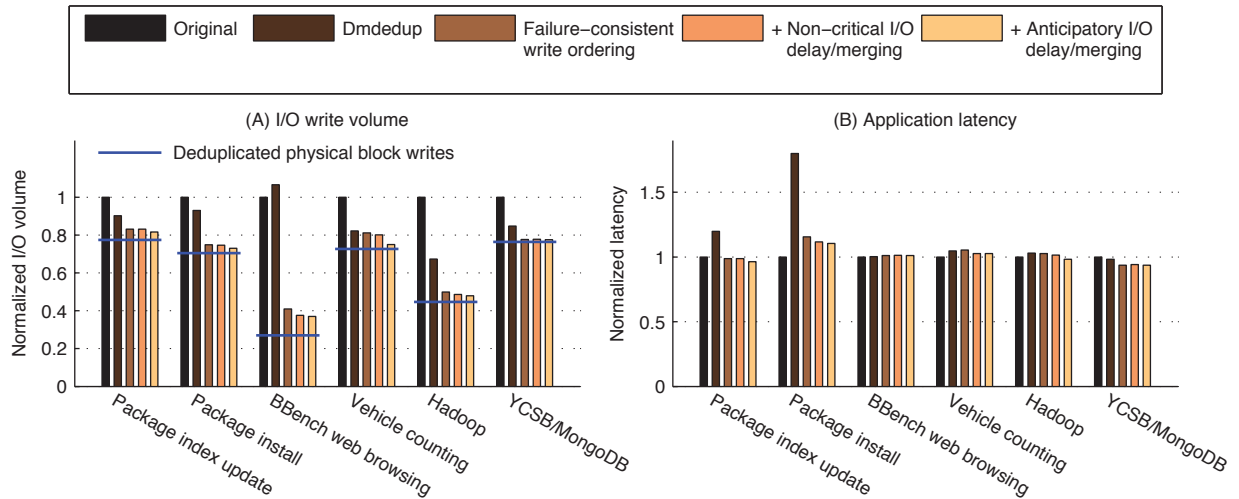 Original
Dmdedup
Failure−consistent
write ordering
+ Non−critical I/O
delay/merging
+ Anticipatory I/O
delay/merging
(A) I/O write volume
Deduplicated physical block writes
Normalized I/O volume
1
0.8
0.6
0.4
0.2
0
Package index update
Package install
BBench web browsing
Vehicle counting
Hadoop
YCSB/MongoDB
(B) Application latency
Normalized latency
1.5
1
0.5
0
Package index update
Package install
BBench web browsing
Vehicle counting
Hadoop
YCSB/MongoDB